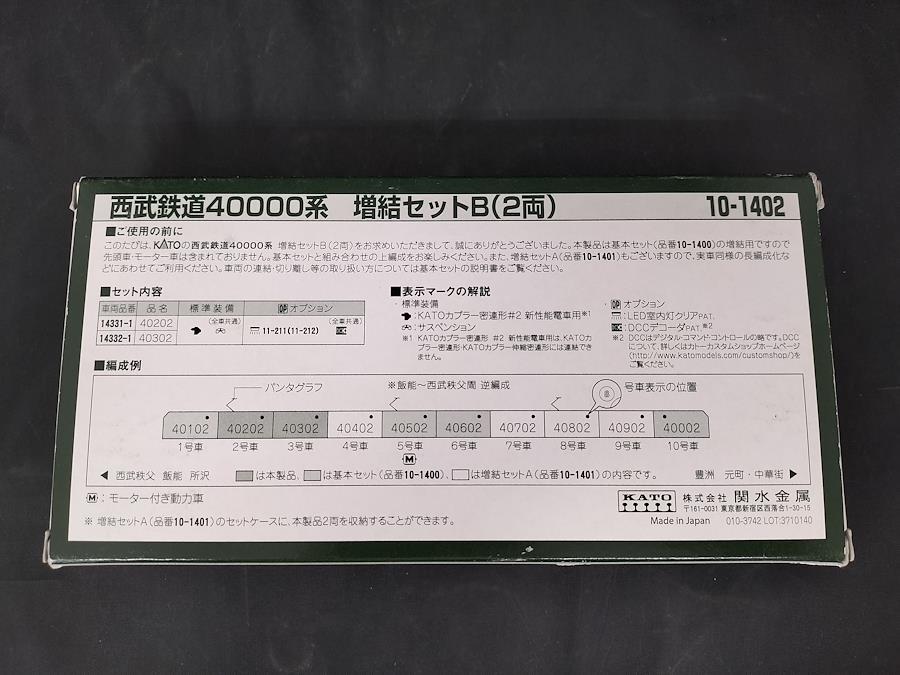 西武鉄道40000系 増結セットB(2両) 10-1402
■ご使用の前に
このたびは、KATOの西武鉄道40000系 増結セットB(2両)をお求めいただきまして、誠にありがとうございました。本製品は基本セット(品番10-1400)の増結用ですので
先頭車・モーター車は含まれておりません。基本セットと組み合わせの上編成をお楽しみください。また、増結セットA(品番10-1401)もございますので、実車同様の長編成化な
どにあわせてご利用ください。車両の連結・切り離し等の取り扱い方については基本セットの説明書をご覧ください。
■セット内容
車両品番 品名 標準装備 オプション
14331-1 40202 (全車共通) 11-211(11-212) (全車共通)
14332-1 40302
■表示マークの解説
・標準装備
:KATOカプラー密連形#2 新性能電車用※1
:サスペンション
※1 KATOカプラー密連形 #2 新性能電車用は、KATOカ
プラー密連形・KATOカプラー伸縮密連形には連結でき
ません。
・オプション
:LED室内灯クリアPAT.
:DCCデコーダPAT.※2
※2 DCCはデジタル・コマンド・コントロールの略です。DCC
について、詳しくはカトーカスタムショップホームページ
(http://www.katomodels.com/customshop/)を
ご覧ください。
■編成例
パンタグラフ ※飯能~西武秩父間 逆編成 ⑧ 号車表示の位置
40102 40202 40302 40402 40502 40602 40702 40802 40902 40002
1号車 2号車 3号車 4号車 5号車 6号車 7号車 8号車 9号車 10号車
M
◀ 西武秩父 飯能 所沢 は本製品、は基本セット(品番10-1400)、は増結セットA(品番10-1401)の内容です。 豊洲 元町・中華街 ▶
M:モーター付き動力車
※ 増結セットA(品番10-1401)のセットケースに、本製品2両を収納することができます。
KATO 株式会社 関水金属
〒161-0031 東京都新宿区西落合1-30-15
Made in Japan 010-3742 LOT:3710140